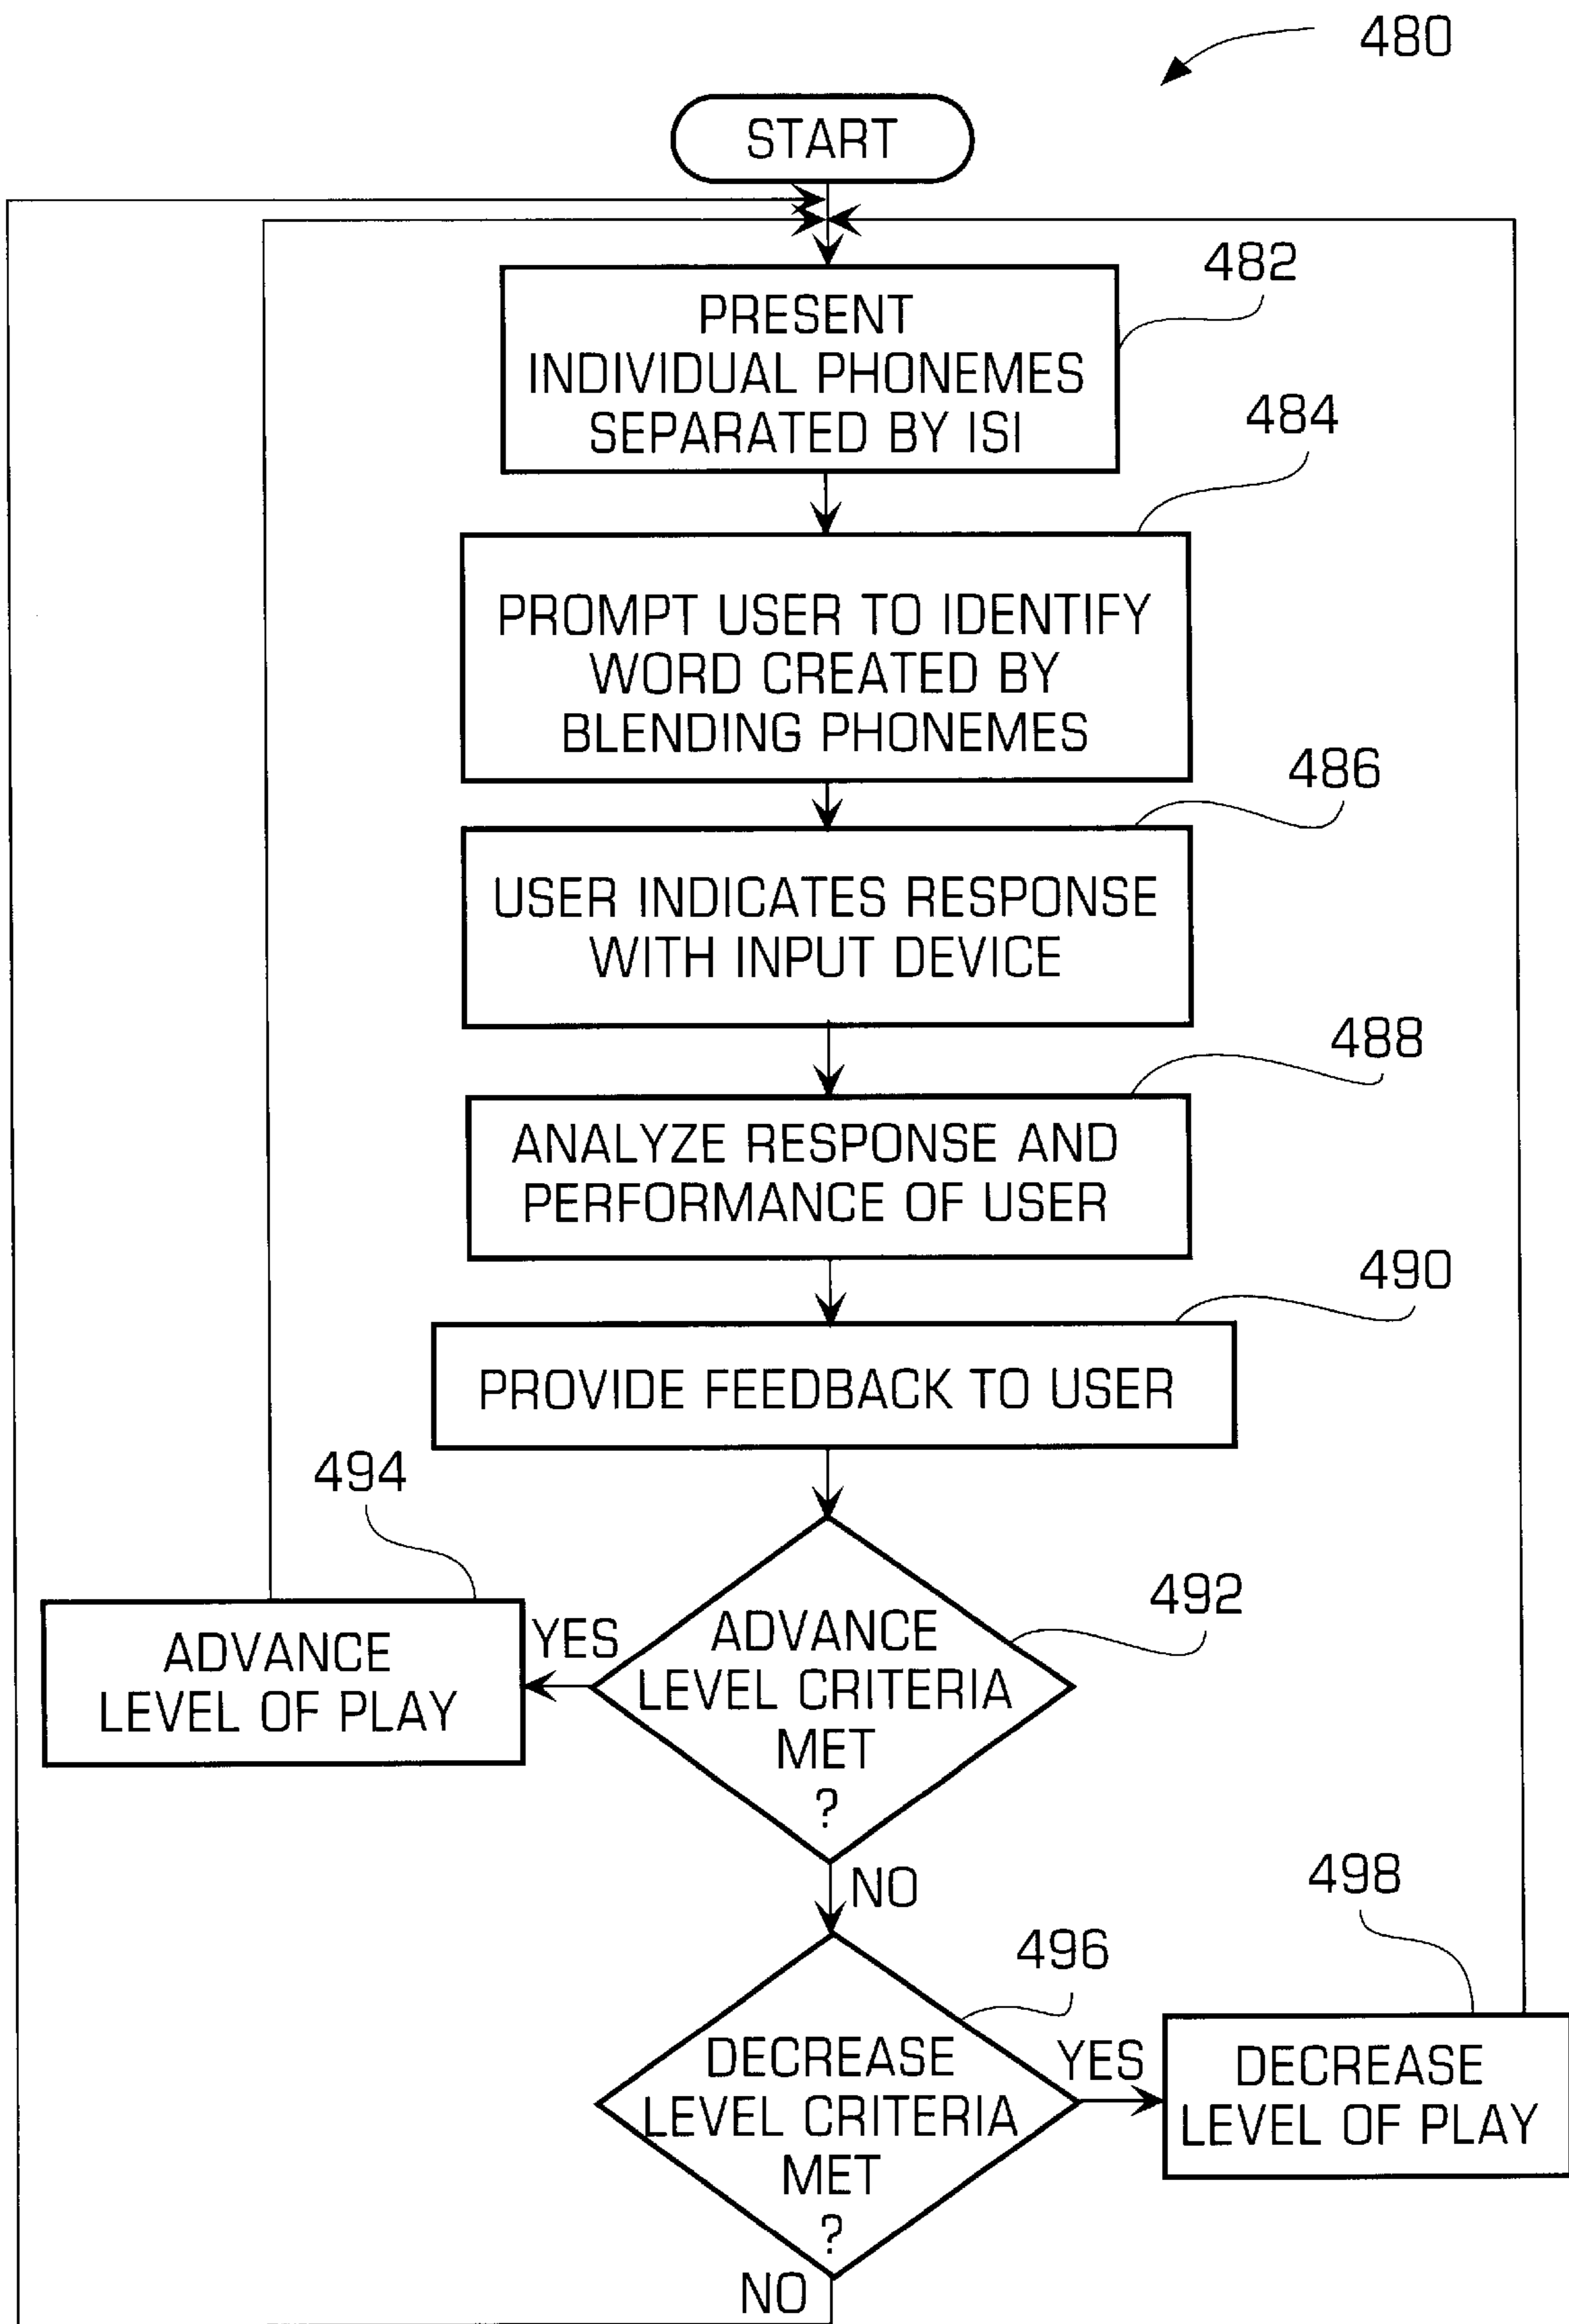 480
START
482
PRESENT
INDIVIDUAL PHONEMES
SEPARATED BY ISI
484
PROMPT USER TO IDENTIFY
WORD CREATED BY
BLENDING PHONEMES
486
USER INDICATES RESPONSE
WITH INPUT DEVICE
488
ANALYZE RESPONSE AND
PERFORMANCE OF USER
490
PROVIDE FEEDBACK TO USER
494
492
ADVANCE
LEVEL OF PLAY
YES
ADVANCE
LEVEL CRITERIA
MET
?
NO
498
496
DECREASE
LEVEL CRITERIA
MET
?
YES
DECREASE
LEVEL OF PLAY
NO